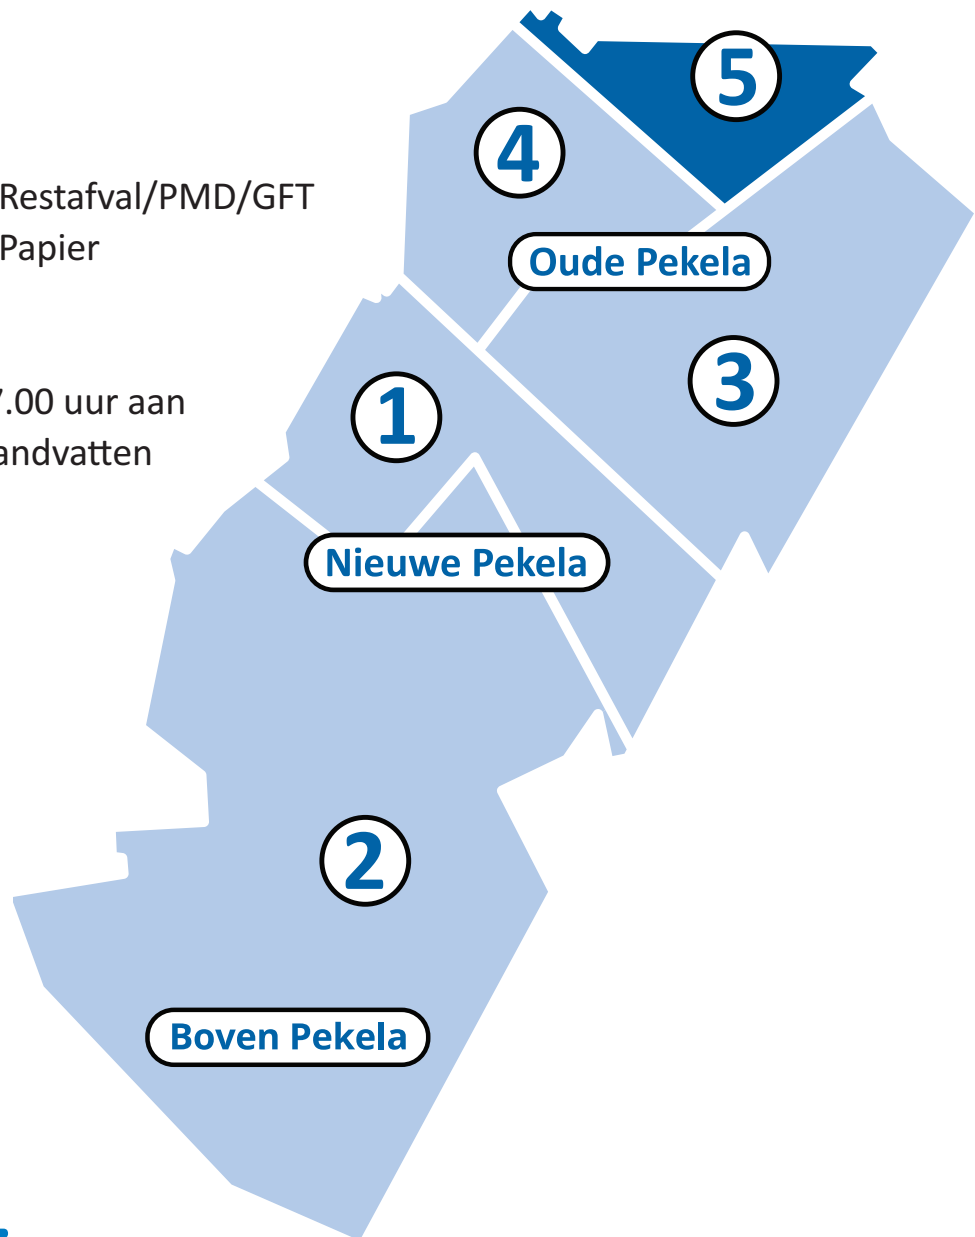 5
4
Restafval/PMD/GFT
Papier
Oude Pekela
3
7.00 uur aan
andvatten
1
Nieuwe Pekela
2
Boven Pekela